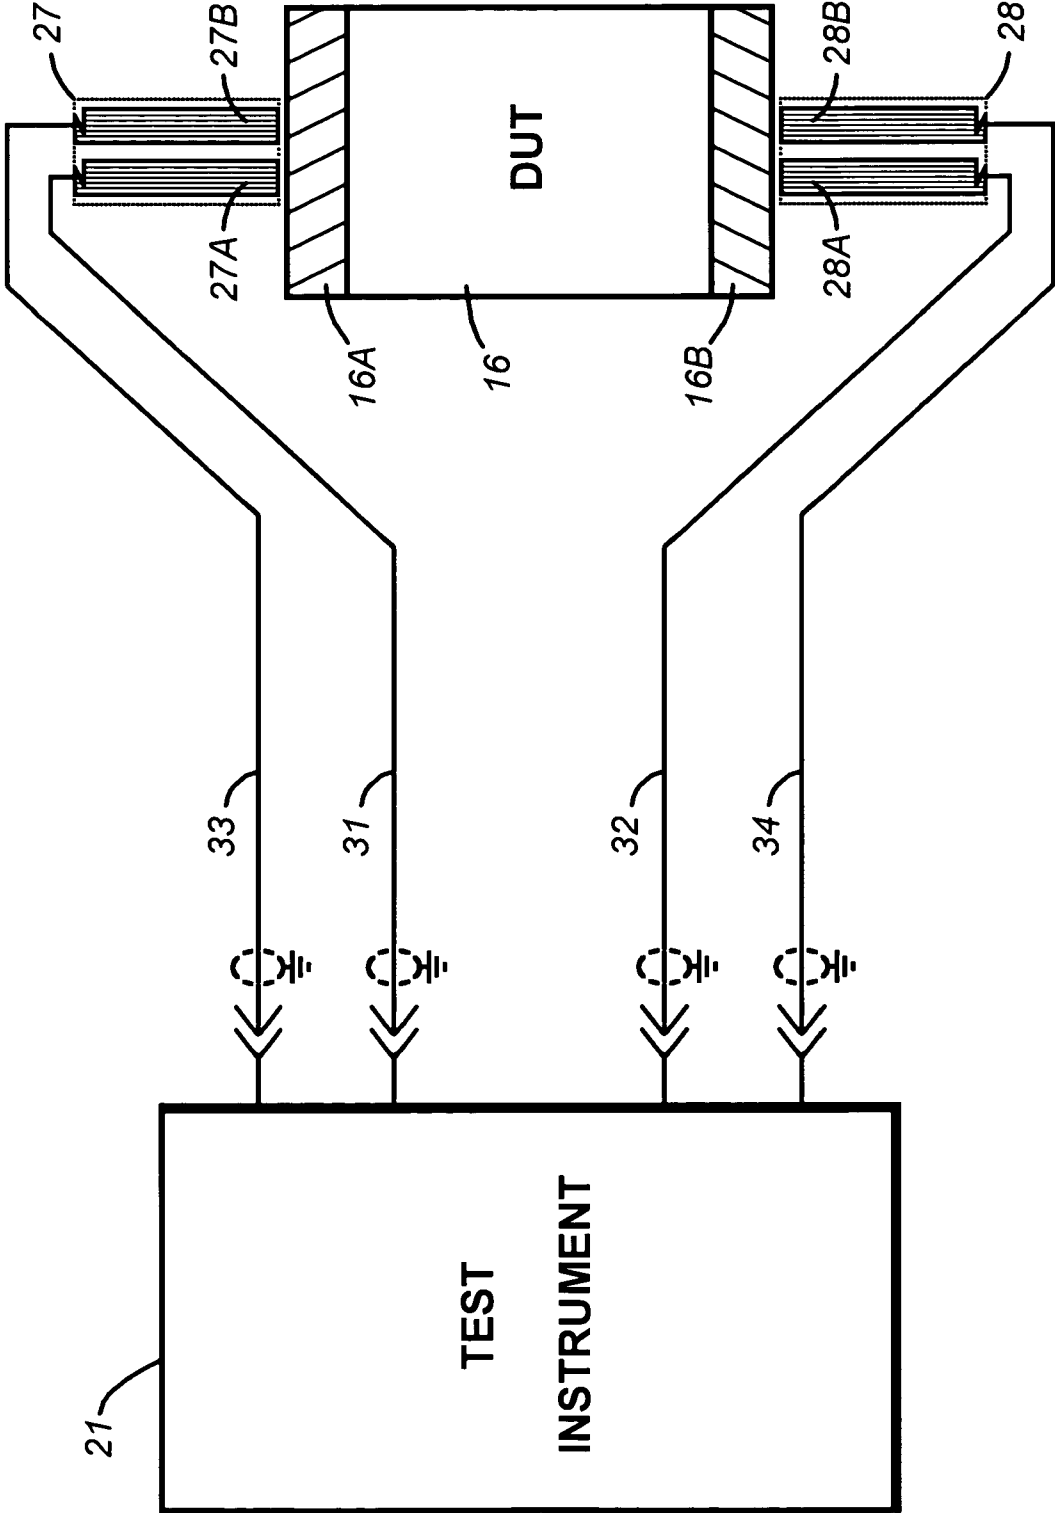 27
27B
28B
28
27A
DUT
28A
16A
16
16B
33
31
32
34
21
TEST
INSTRUMENT